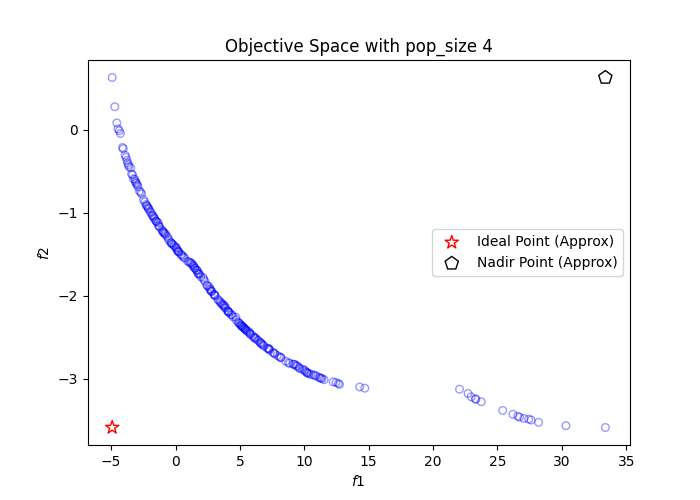 Objective Space with pop_size 4
0
−1
−2
−3
f2
Ideal Point (Approx)
Nadir Point (Approx)
−5 0 5 10 15 20 25 30 35
f1